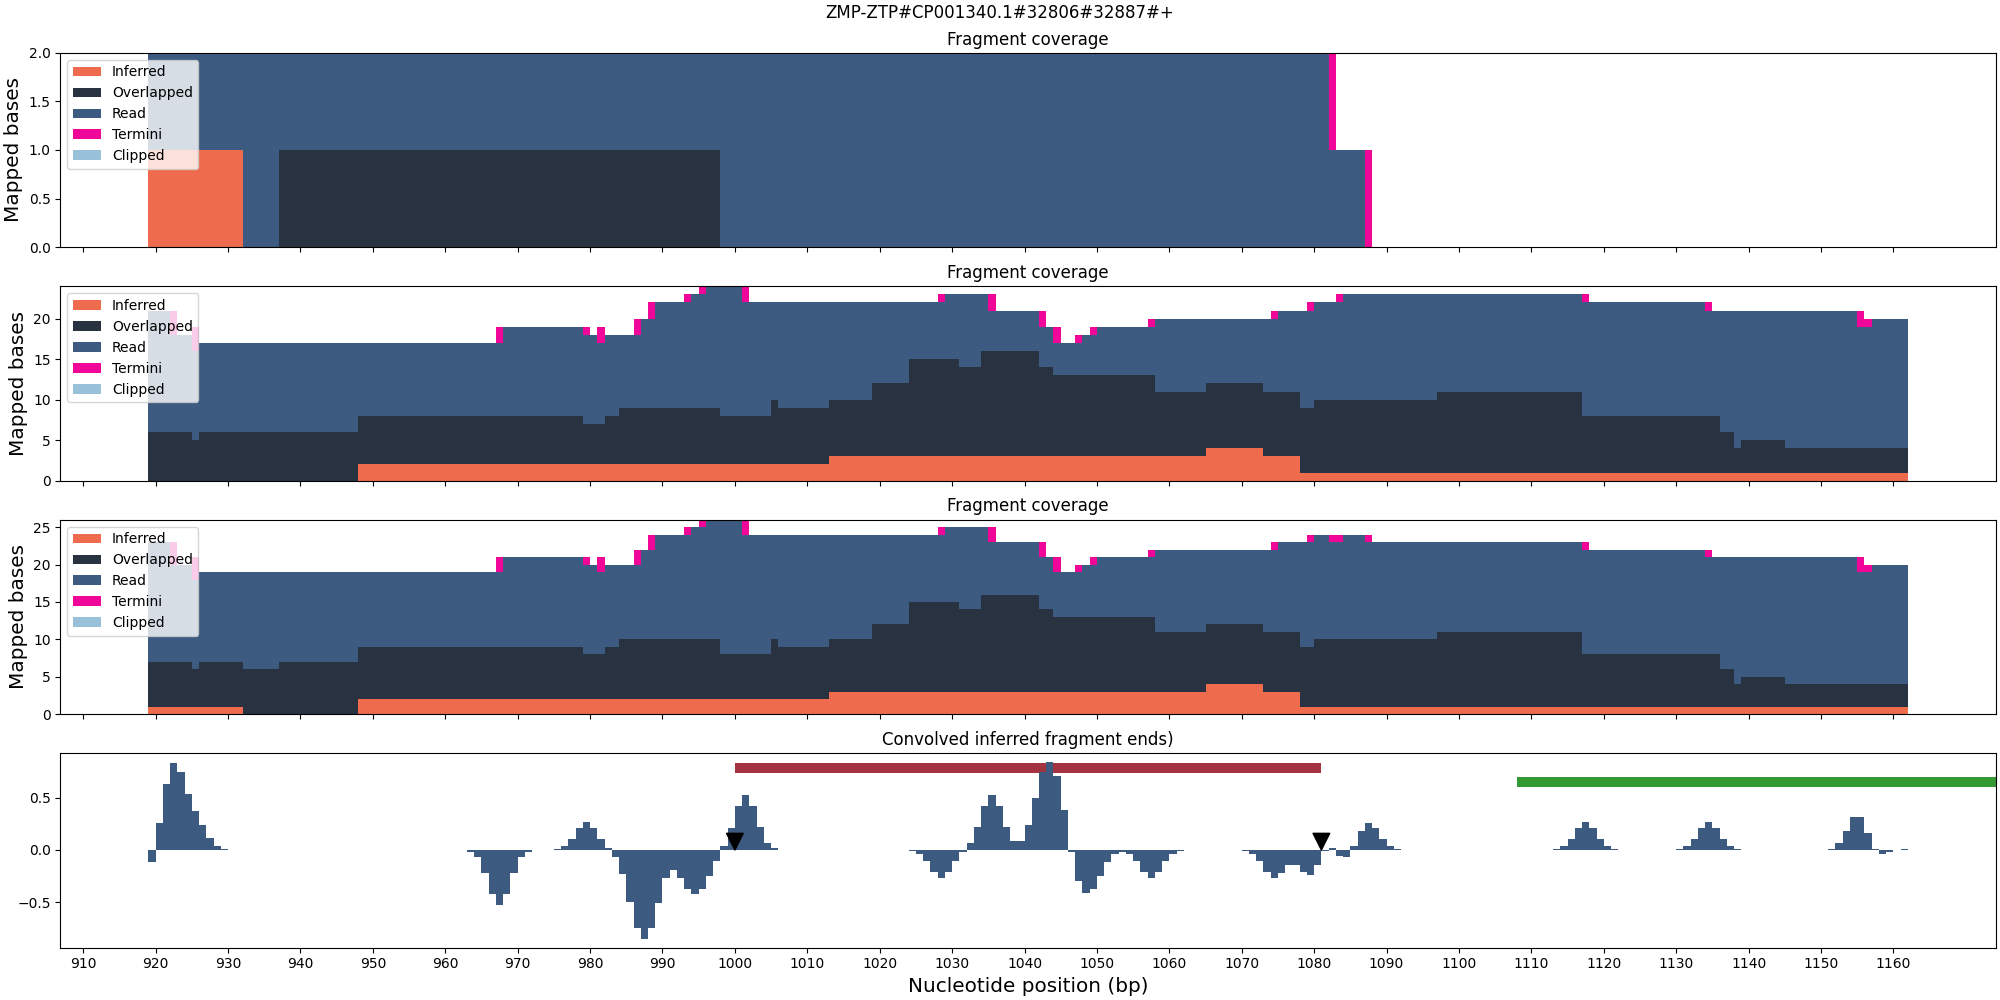 ZMP-ZTP#CP001340.1#32806#32887#+
Fragment coverage
Mapped bases
2.0
1.5
1.0
0.5
0.0
Inferred
Overlapped
Read
Termini
Clipped
Fragment coverage
Mapped bases
20
15
10
5
0
Inferred
Overlapped
Read
Termini
Clipped
Fragment coverage
Mapped bases
25
20
15
10
5
0
Inferred
Overlapped
Read
Termini
Clipped
Convolved inferred fragment ends)
0.5
0.0
−0.5
910 920 930 940 950 960 970 980 990 1000 1010 1020 1030 1040 1050 1060 1070 1080 1090 1100 1110 1120 1130 1140 1150 1160
Nucleotide position (bp)